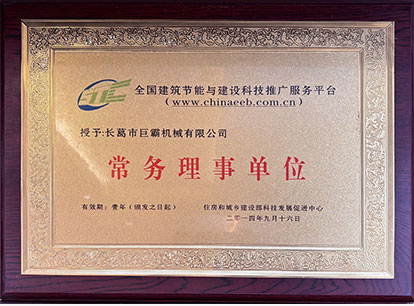 全国建筑节能与建设科技推广服务平台
(www.chinaeeb.com.cn)
授予:长葛市巨霸机械有限公司
常务理事单位
有效期：壹年(颁发之日起)
住房和城乡建设部科技发展促进中心
二零一四年九月十六日